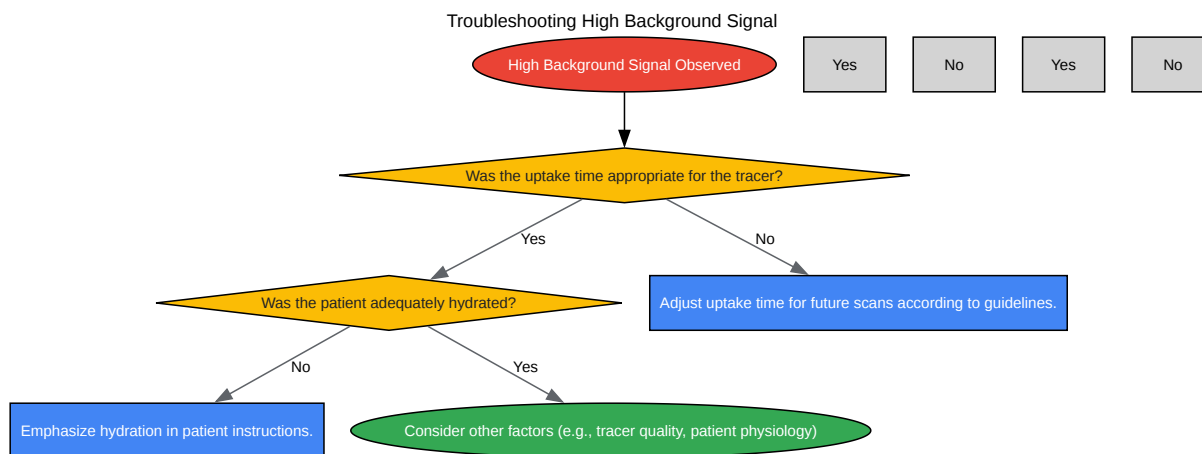 Troubleshooting High Background Signal
High Background Signal Observed
Yes
No
Yes
No
Was the uptake time appropriate for the tracer?
Yes
No
Was the patient adequately hydrated?
Adjust uptake time for future scans according to guidelines.
No
Yes
Emphasize hydration in patient instructions.
Consider other factors (e.g., tracer quality, patient physiology)